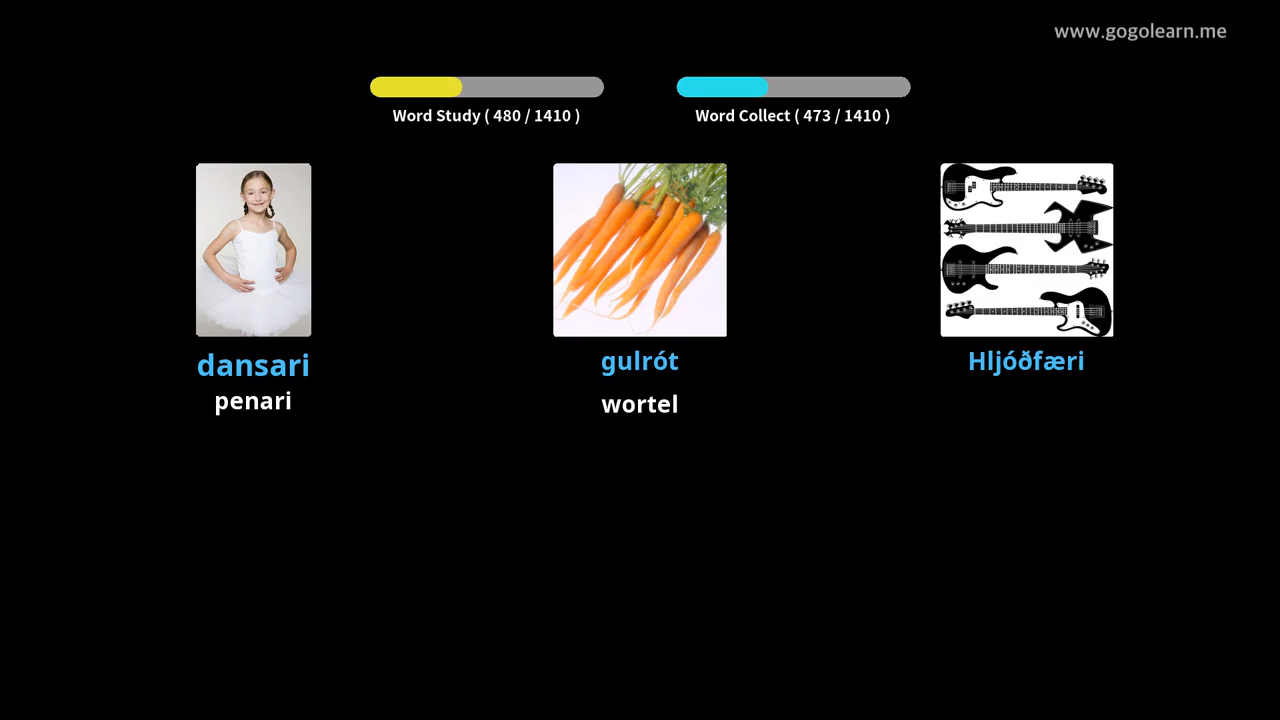 www.gogolearn.me
Word Study ( 480 / 1410 )
Word Collect ( 473 / 1410 )
dansari
penari
gulrót
wortel
Hljóðfæri